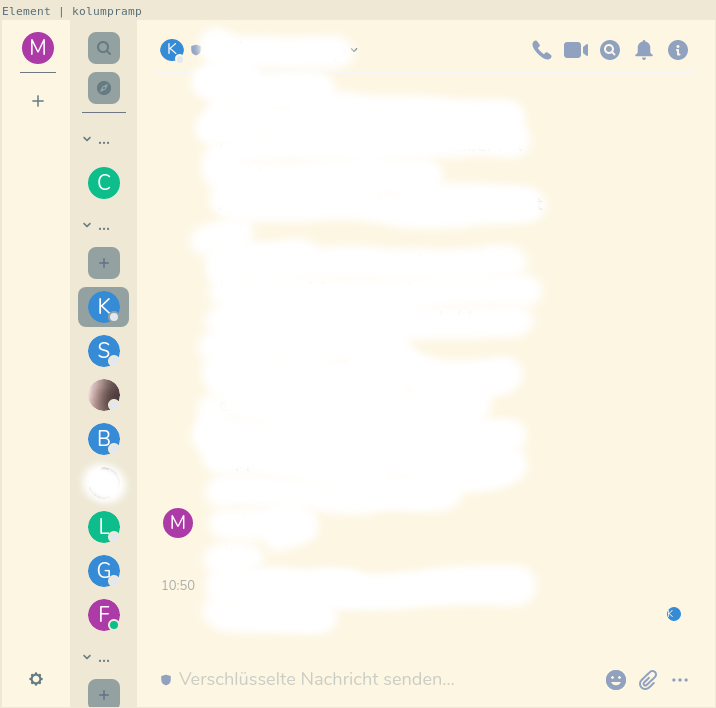 Element | kolumpramp
M
K
...
C
...
K
S
B
L
G
F
...
M
10:50
K
Verschlüsselte Nachricht senden...